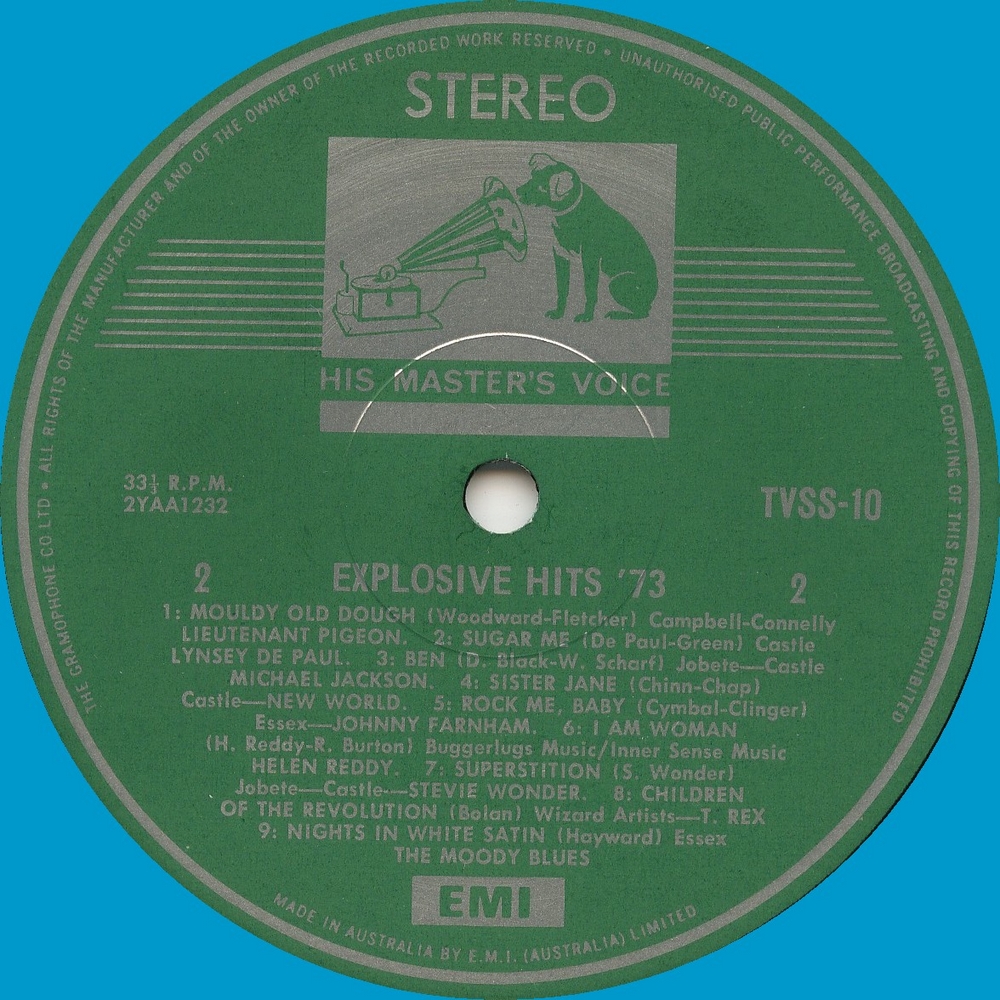 THE GRAMOPHONE CO LTD • ALL RIGHTS OF THE MANUFACTURER AND OF THE OWNER OF THE RECORDED WORK RESERVED • UNAUTHORISED PUBLIC PERFORMANCE BROADCASTING AND COPYING OF THIS RECORD PROHIBITED
STEREO
HIS MASTER'S VOICE
33⅓ R.P.M.
2YAA1232
TVSS-10
2 EXPLOSIVE HITS '73 2
1: MOULDY OLD DOUGH (Woodward-Fletcher) Campbell-Connelly
LIEUTENANT PIGEON. 2: SUGAR ME (De Paul-Green) Castle
LYNSEY DE PAUL. 3: BEN (D. Black-W. Scharf) Jobete—Castle
MICHAEL JACKSON. 4: SISTER JANE (Chinn-Chap)
Castle—NEW WORLD. 5: ROCK ME, BABY (Cymbal-Clinger)
Essex—JOHNNY FARNHAM. 6: I AM WOMAN
(H. Reddy-R. Burton) Buggerlugs Music/Inner Sense Music
HELEN REDDY. 7: SUPERSTITION (S. Wonder)
Jobete—Castle—STEVIE WONDER. 8: CHILDREN
OF THE REVOLUTION (Bolan) Wizard Artists—T. REX
9: NIGHTS IN WHITE SATIN (Hayward) Essex
THE MOODY BLUES
EMI
MADE IN AUSTRALIA BY E.M.I. (AUSTRALIA) LIMITED